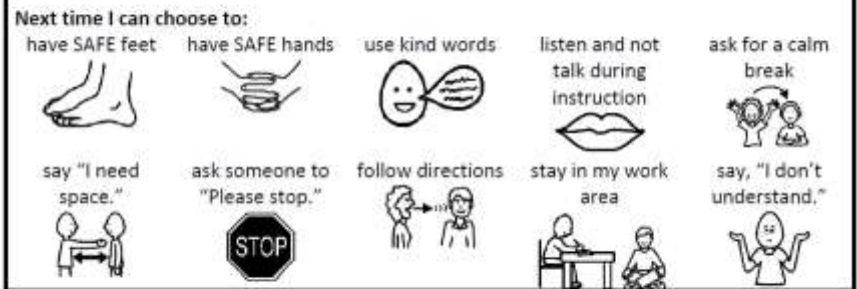 Next time I can choose to:
have SAFE feet
have SAFE hands
use kind words
listen and not
talk during
instruction
ask for a calm
break
say "I need
space."
ask someone to
"Please stop."
STOP
follow directions
stay in my work
area
say, "I don't
understand."